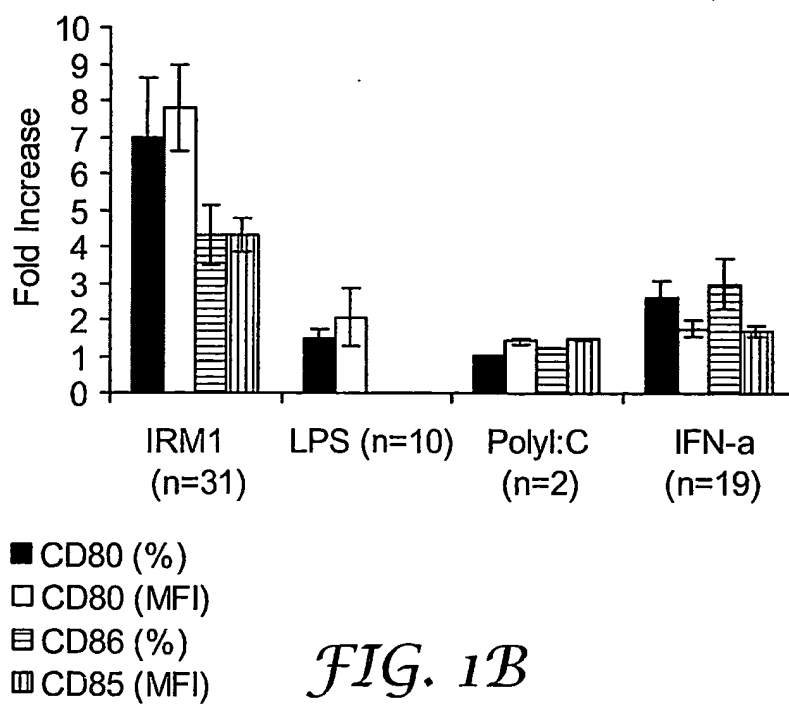 10
9
8
7
6
5
4
3
2
1
0
Fold Increase
IRM1
(n=31)
LPS (n=10)
PolyI:C
(n=2)
IFN-a
(n=19)
CD80 (%)
CD80 (MFI)
CD86 (%)
CD85 (MFI)
FIG. 1B